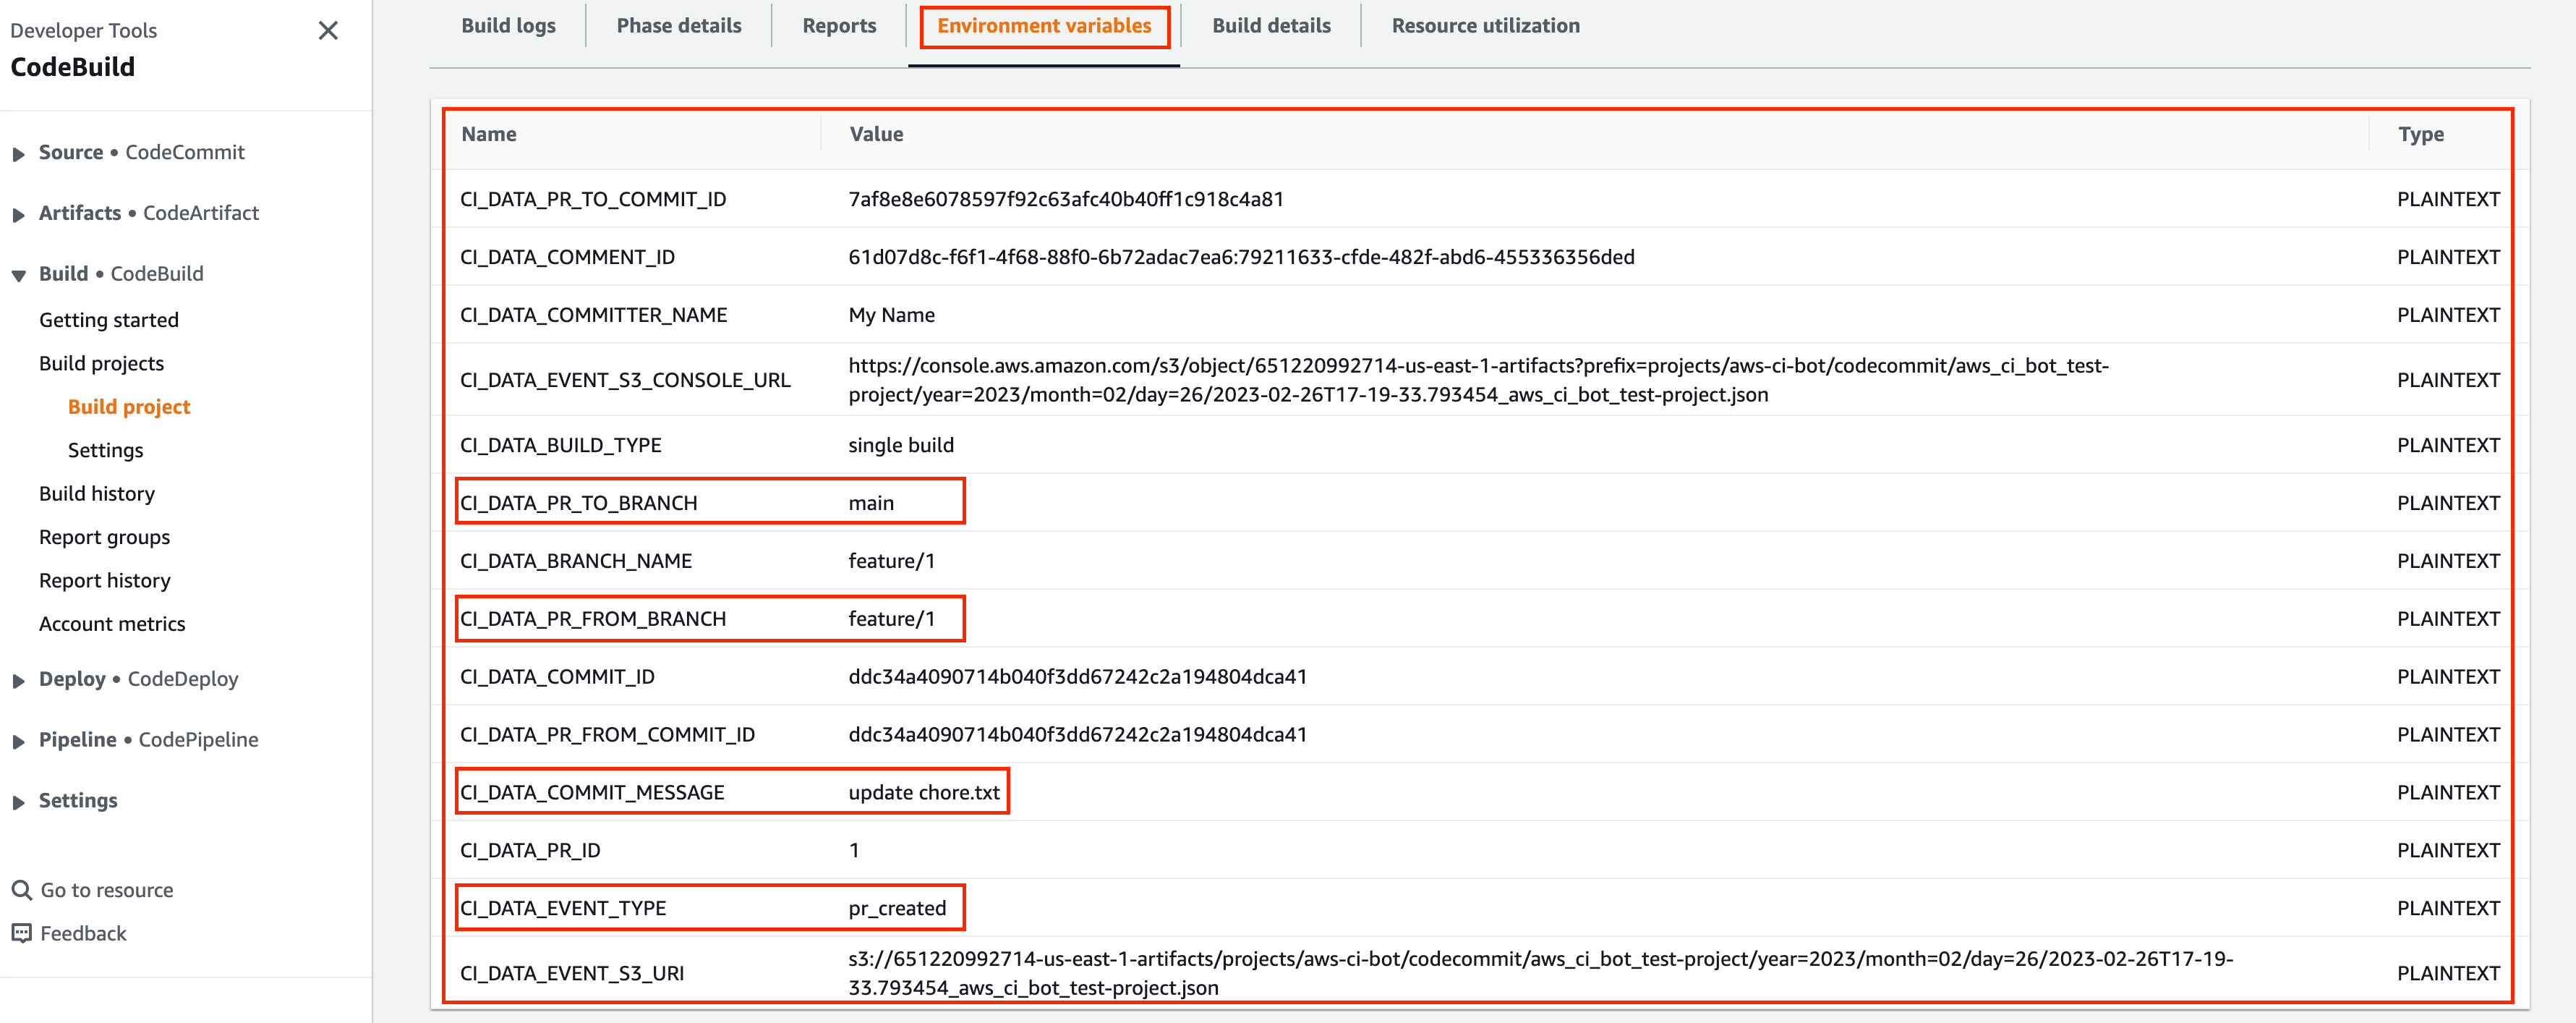 Developer Tools
CodeBuild
Source • CodeCommit
Artifacts • CodeArtifact
Build • CodeBuild
Getting started
Build projects
Build project
Settings
Build history
Report groups
Report history
Account metrics
Deploy • CodeDeploy
Pipeline • CodePipeline
Settings
Go to resource
Feedback
Build logs Phase details Reports Environment variables Build details Resource utilization
Name Value Type
CI_DATA_PR_TO_COMMIT_ID 7af8e8e6078597f92c63afc40b40ff1c918c4a81 PLAINTEXT
CI_DATA_COMMENT_ID 61d07d8c-f6f1-4f68-88f0-6b72adac7ea6:79211633-cfde-482f-abd6-455336356ded PLAINTEXT
CI_DATA_COMMITTER_NAME My Name PLAINTEXT
CI_DATA_EVENT_S3_CONSOLE_URL https://console.aws.amazon.com/s3/object/651220992714-us-east-1-artifacts?prefix=projects/aws-ci-bot/codecommit/aws_ci_bot_test- PLAINTEXT
project/year=2023/month=02/day=26/2023-02-26T17-19-33.793454_aws_ci_bot_test-project.json
CI_DATA_BUILD_TYPE single build PLAINTEXT
CI_DATA_PR_TO_BRANCH main PLAINTEXT
CI_DATA_BRANCH_NAME feature/1 PLAINTEXT
CI_DATA_PR_FROM_BRANCH feature/1 PLAINTEXT
CI_DATA_COMMIT_ID ddc34a4090714b040f3dd67242c2a194804dca41 PLAINTEXT
CI_DATA_PR_FROM_COMMIT_ID ddc34a4090714b040f3dd67242c2a194804dca41 PLAINTEXT
CI_DATA_COMMIT_MESSAGE update chore.txt PLAINTEXT
CI_DATA_PR_ID 1 PLAINTEXT
CI_DATA_EVENT_TYPE pr_created PLAINTEXT
CI_DATA_EVENT_S3_URI s3://651220992714-us-east-1-artifacts/projects/aws-ci-bot/codecommit/aws_ci_bot_test-project/year=2023/month=02/day=26/2023-02-26T17-19- PLAINTEXT
33.793454_aws_ci_bot_test-project.json